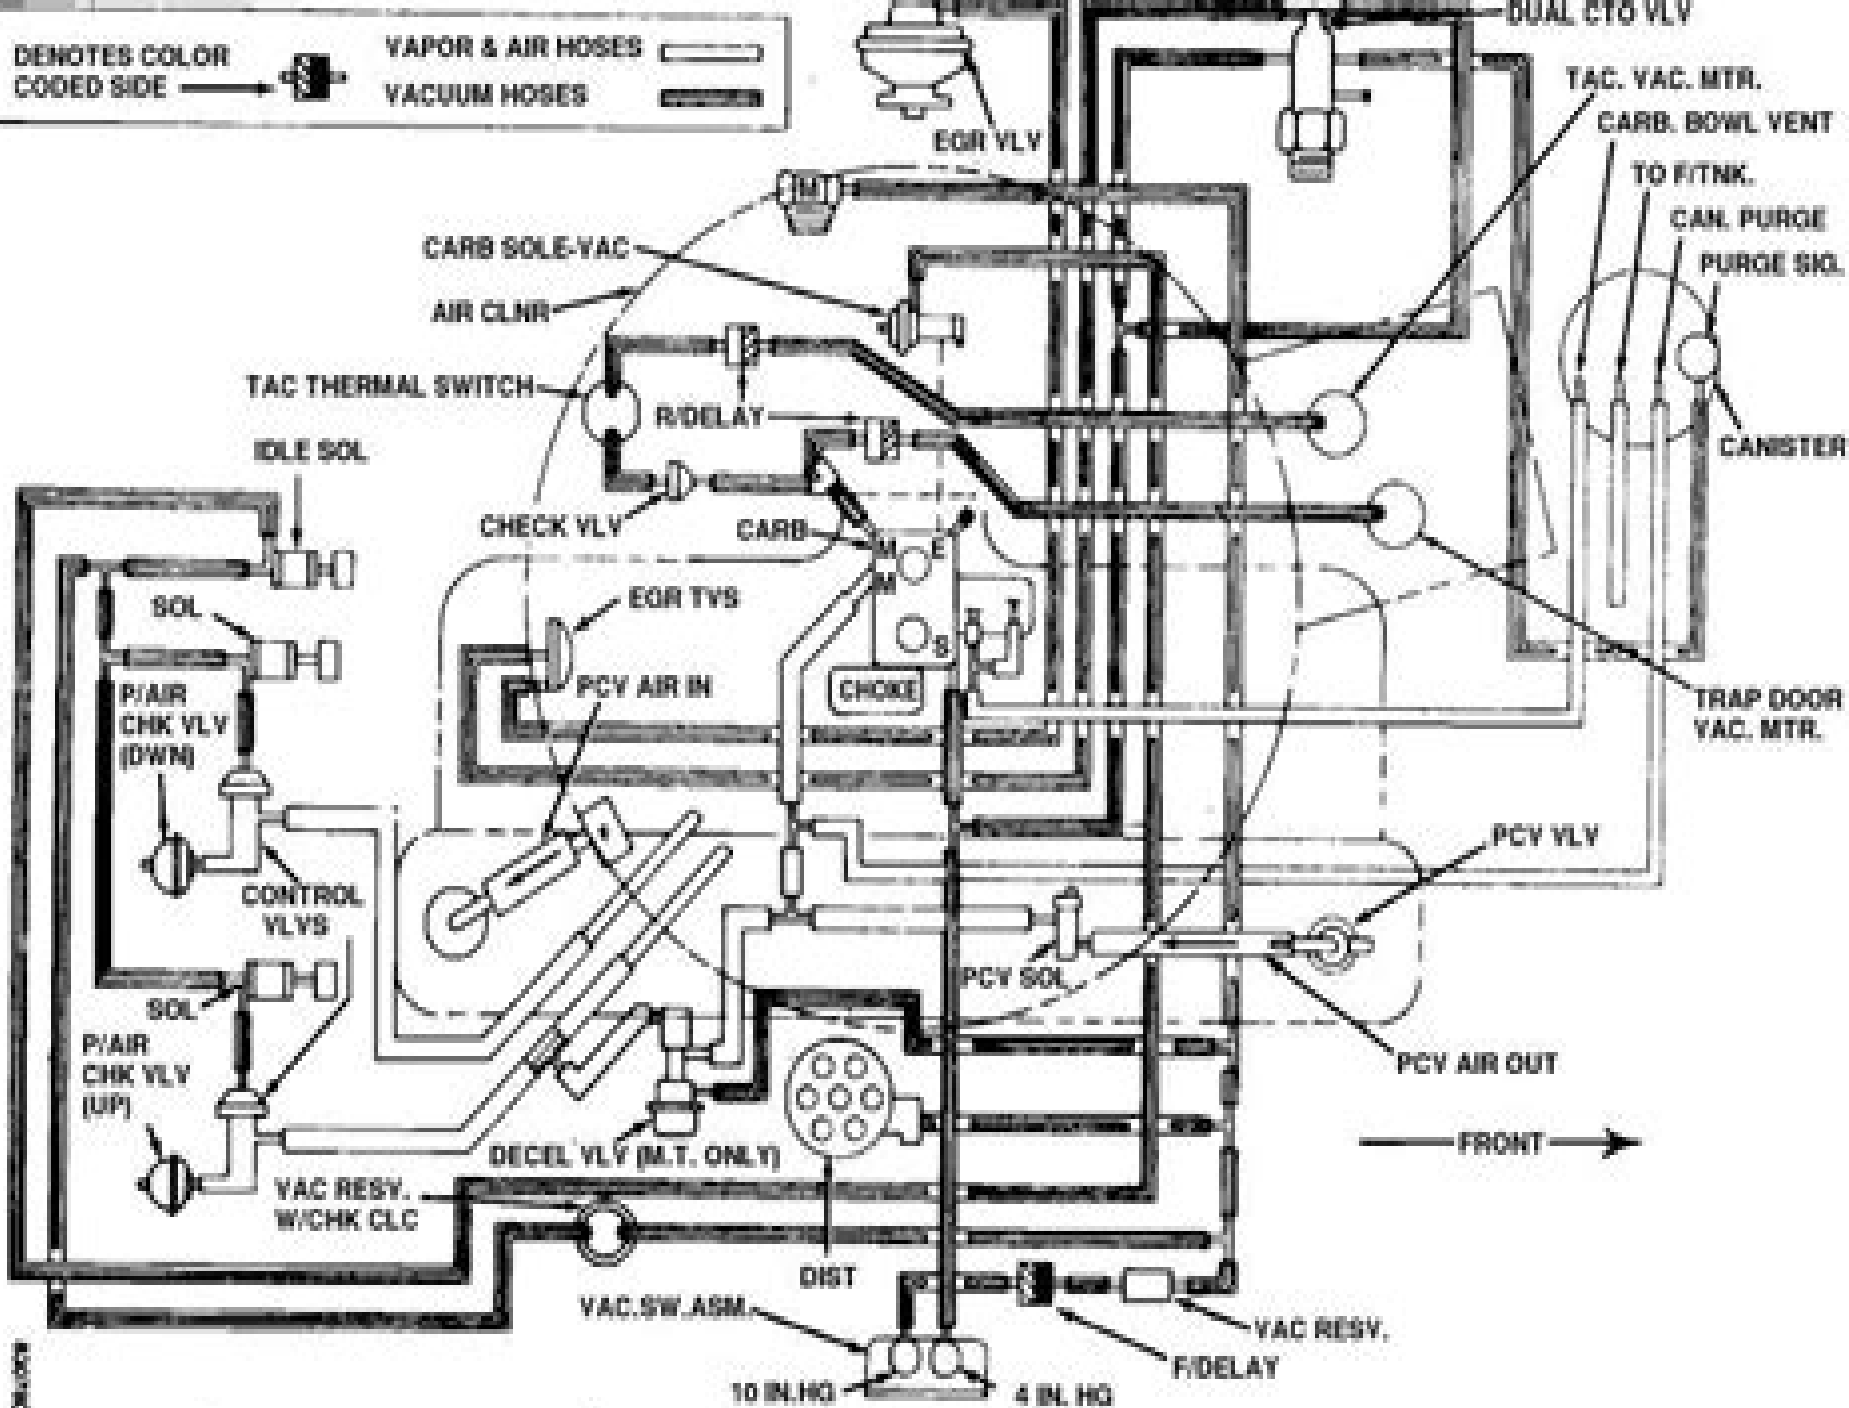 DENOTES COLOR
CODED SIDE
VAPOR & AIR HOSES
VACUUM HOSES
DUAL CTO VLV
TAC. VAC. MTR.
CARB. BOWL VENT
TO F/TNK.
CAN. PURGE
PURGE SIG.
EGR VLV
M
CARB SOLE-VAC
AIR CLNR
TAC THERMAL SWITCH
R/DELAY
IDLE SOL
CANISTER
CHECK VLV
CARB
M
E
M
S
EGR TVS
SOL
PCV AIR IN
CHOKE
P/AIR
CHK VLV
(DWN)
TRAP DOOR
VAC. MTR.
PCV VLV
CONTROL
VLVS
PCV SOL
SOL
P/AIR
CHK VLV
(UP)
PCV AIR OUT
FRONT
DECEL VLV (M.T. ONLY)
VAC RESV.
W/CHK CLC
DIST
VAC.SW.ASM.
VAC RESV.
F/DELAY
10 IN.HG
4 IN. HG